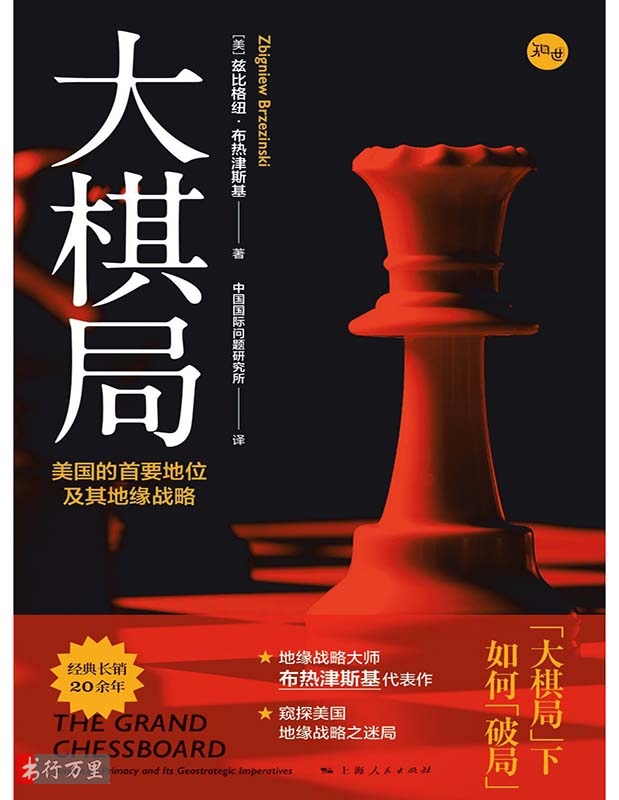 知世
大棋局
Zbigniew Brzezinski
[美] 兹比格纽·布热津斯基——著
中国国际问题研究所——译
美国的首要地位
及其地缘战略
经典长销
20余年
★ 地缘战略大师
布热津斯基代表作
★ 窥探美国
地缘战略之迷局
「大棋局」下
如何「破局」
THE GRAND
CHESSBOARD
Primacy and Its Geostrategic Imperatives
书行万里
上海人民出版社